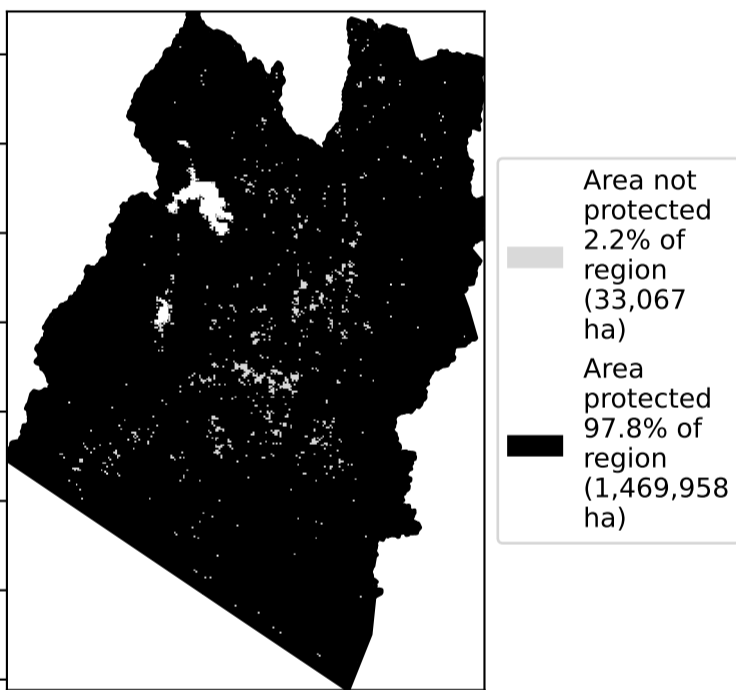 Area not
protected
2.2% of
region
(33,067
ha)
Area
protected
97.8% of
region
(1,469,958
ha)